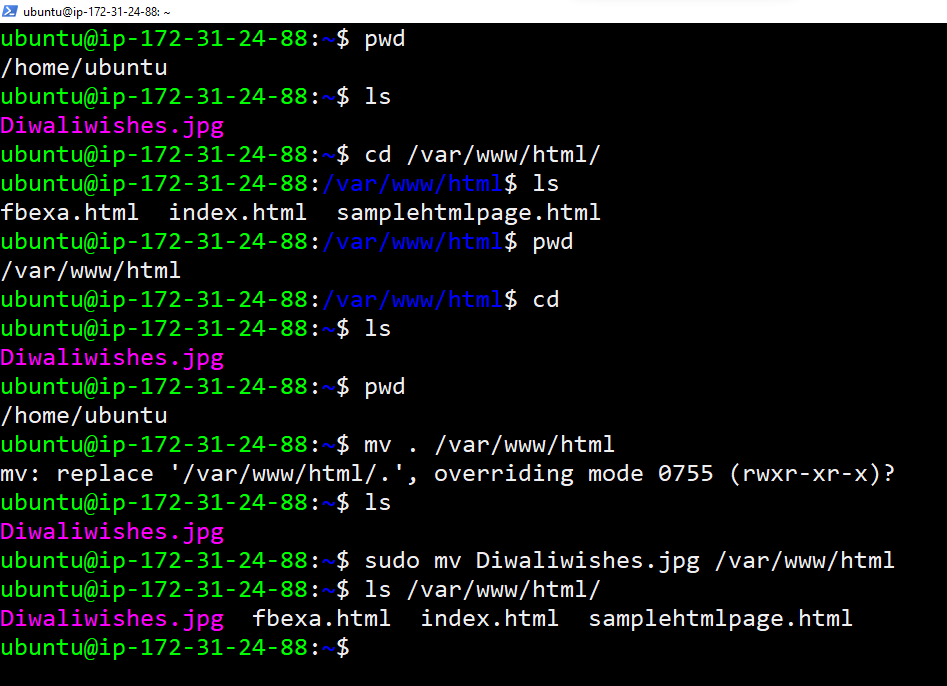 ubuntu@ip-172-31-24-88: ~
ubuntu@ip-172-31-24-88:~$ pwd
/home/ubuntu
ubuntu@ip-172-31-24-88:~$ ls
Diwaliwishes.jpg
ubuntu@ip-172-31-24-88:~$ cd /var/www/html/
ubuntu@ip-172-31-24-88:/var/www/html$ ls
fbexa.html  index.html  samplehtmlpage.html
ubuntu@ip-172-31-24-88:/var/www/html$ pwd
/var/www/html
ubuntu@ip-172-31-24-88:/var/www/html$ cd
ubuntu@ip-172-31-24-88:~$ ls
Diwaliwishes.jpg
ubuntu@ip-172-31-24-88:~$ pwd
/home/ubuntu
ubuntu@ip-172-31-24-88:~$ mv . /var/www/html
mv: replace '/var/www/html/.', overriding mode 0755 (rwxr-xr-x)?
ubuntu@ip-172-31-24-88:~$ ls
Diwaliwishes.jpg
ubuntu@ip-172-31-24-88:~$ sudo mv Diwaliwishes.jpg /var/www/html
ubuntu@ip-172-31-24-88:~$ ls /var/www/html/
Diwaliwishes.jpg  fbexa.html  index.html  samplehtmlpage.html
ubuntu@ip-172-31-24-88:~$